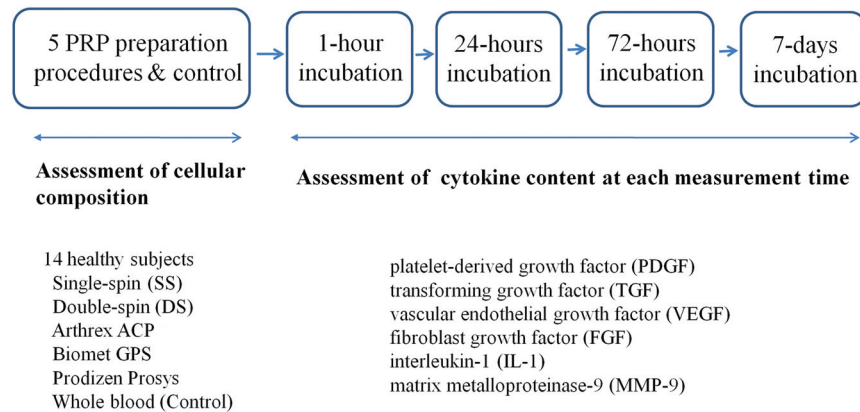 5 PRP preparation
procedures & control
1-hour
incubation
24-hours
incubation
72-hours
incubation
7-days
incubation
Assessment of cellular
composition
Assessment of cytokine content at each measurement time
14 healthy subjects
Single-spin (SS)
Double-spin (DS)
Arthrex ACP
Biomet GPS
Prodizen Prosys
Whole blood (Control)
platelet-derived growth factor (PDGF)
transforming growth factor (TGF)
vascular endothelial growth factor (VEGF)
fibroblast growth factor (FGF)
interleukin-1 (IL-1)
matrix metalloproteinase-9 (MMP-9)